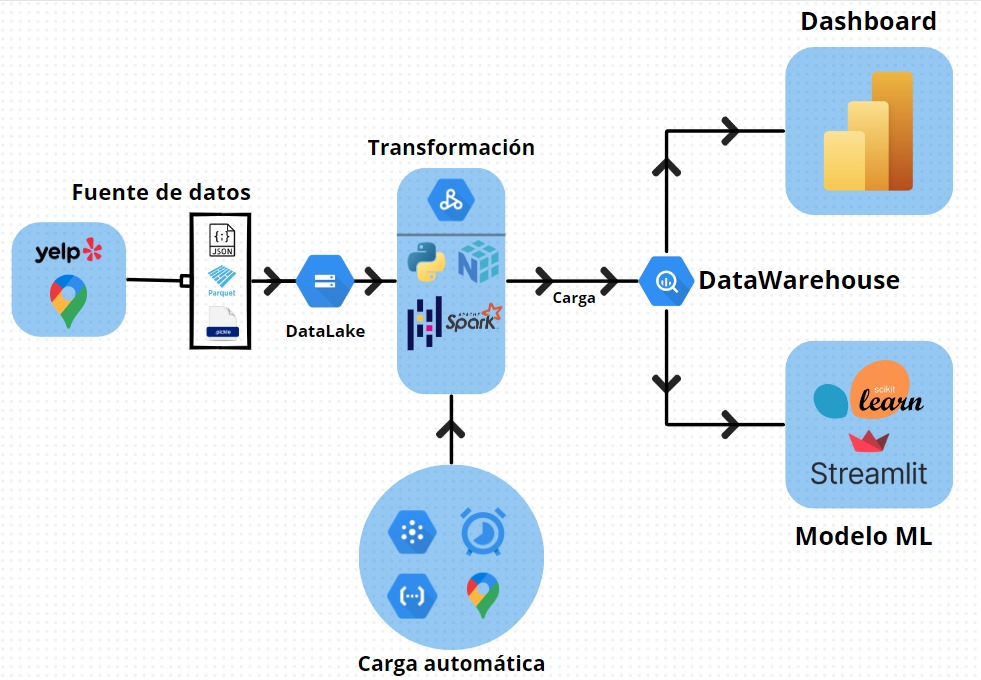 Dashboard
Transformación
Fuente de datos
yelp
{;}
JSON
Parquet
pickle
DataLake
APACHE
Spark
Carga
DataWarehouse
scikit
learn
Streamlit
Modelo ML
Carga automática